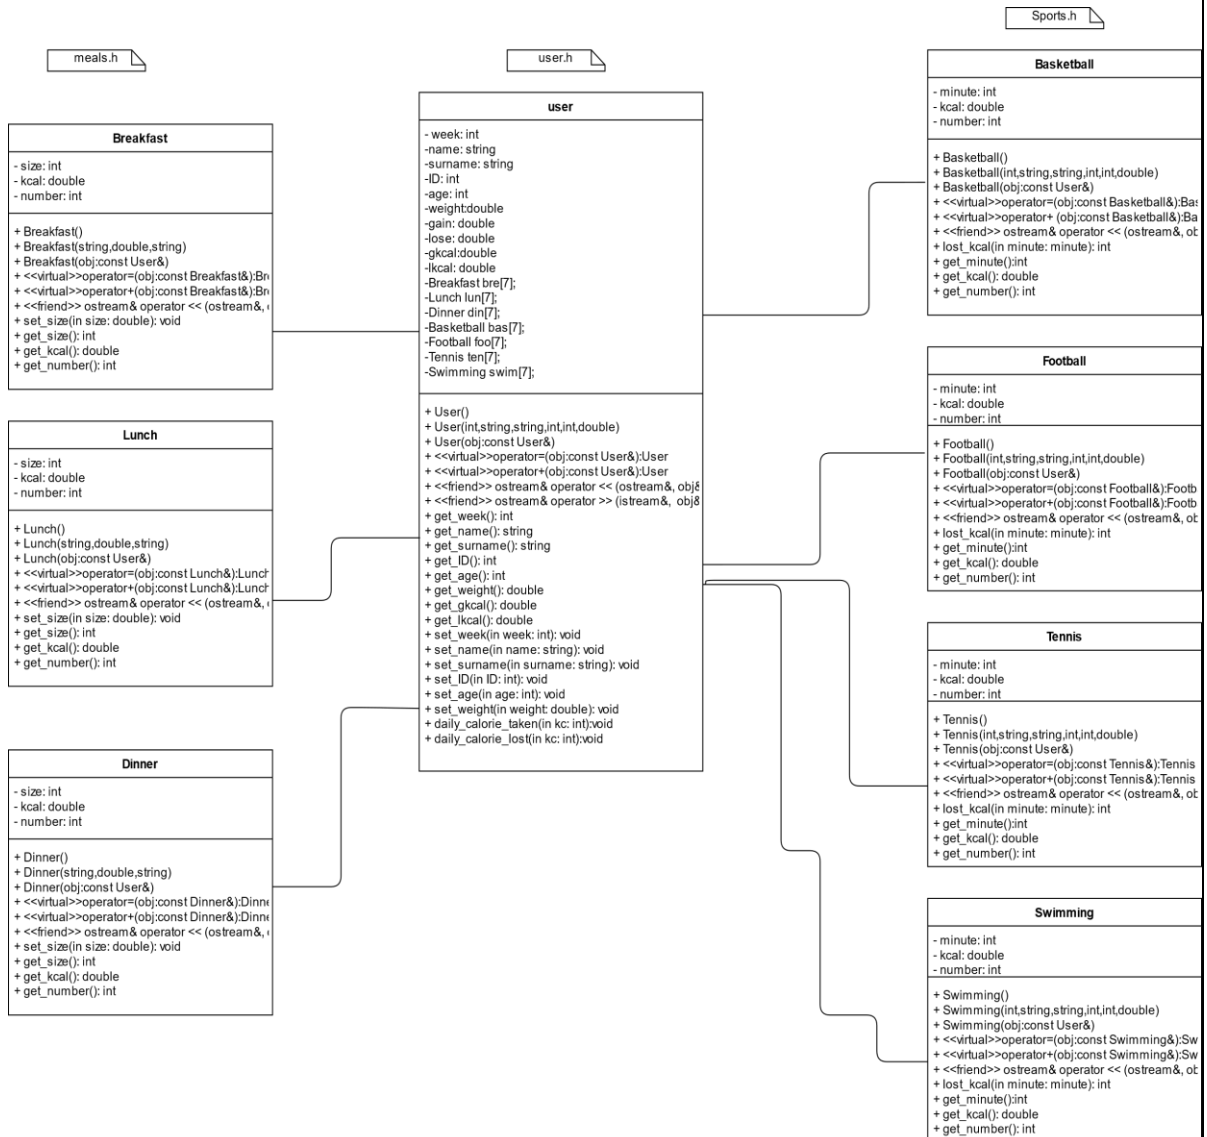 meals.h
Breakfast
- size: int
- kcal: double
- number: int
+ Breakfast()
+ Breakfast(string,double,string)
+ Breakfast(obj:const User&)
+ <<virtual>>operator=(obj:const Breakfast&):Bre
+ <<virtual>>operator+(obj:const Breakfast&):Bre
+ <<friend>> ostream& operator << (ostream&,
+ set_size(in size: double): void
+ get_size(): int
+ get_kcal(): double
+ get_number(): int
Lunch
- size: int
- kcal: double
- number: int
+ Lunch()
+ Lunch(string,double,string)
+ Lunch(obj:const User&)
+ <<virtual>>operator=(obj:const Lunch&):Lunch
+ <<virtual>>operator+(obj:const Lunch&):Lunch
+ <<friend>> ostream& operator << (ostream&,
+ set_size(in size: double): void
+ get_size(): int
+ get_kcal(): double
+ get_number(): int
Dinner
- size: int
- kcal: double
- number: int
+ Dinner()
+ Dinner(string,double,string)
+ Dinner(obj:const User&)
+ <<virtual>>operator=(obj:const Dinner&):Dinne
+ <<virtual>>operator+(obj:const Dinner&):Dinne
+ <<friend>> ostream& operator << (ostream&,
+ set_size(in size: double): void
+ get_size(): int
+ get_kcal(): double
+ get_number(): int
user.h
user
- week: int
-name: string
-surname: string
-ID: int
-age: int
-weight:double
-gain: double
-lose: double
-gkcal:double
-lkcal: double
-Breakfast bre[7];
-Lunch lun[7];
-Dinner din[7];
-Basketball bas[7];
-Football foo[7];
-Tennis ten[7];
-Swimming swim[7];
+ User()
+ User(int,string,string,int,int,double)
+ User(obj:const User&)
+ <<virtual>>operator=(obj:const User&):User
+ <<virtual>>operator+(obj:const User&):User
+ <<friend>> ostream& operator << (ostream&, obj&
+ <<friend>> ostream& operator >> (istream&, obj&
+ get_week(): int
+ get_name(): string
+ get_surname(): string
+ get_ID(): int
+ get_age(): int
+ get_weight(): double
+ get_gkcal(): double
+ get_lkcal(): double
+ set_week(in week: int): void
+ set_name(in name: string): void
+ set_surname(in surname: string): void
+ set_ID(in ID: int): void
+ set_age(in age: int): void
+ set_weight(in weight: double): void
+ daily_calorie_taken(in kc: int):void
+ daily_calorie_lost(in kc: int):void
Sports.h
Basketball
- minute: int
- kcal: double
- number: int
+ Basketball()
+ Basketball(int,string,string,int,int,double)
+ Basketball(obj:const User&)
+ <<virtual>>operator=(obj:const Basketball&):Bas
+ <<virtual>>operator+ (obj:const Basketball&):Ba
+ <<friend>> ostream& operator << (ostream&, ob
+ lost_kcal(in minute: minute): int
+ get_minute():int
+ get_kcal(): double
+ get_number(): int
Football
- minute: int
- kcal: double
- number: int
+ Football()
+ Football(int,string,string,int,int,double)
+ Football(obj:const User&)
+ <<virtual>>operator=(obj:const Football&):Footb
+ <<virtual>>operator+(obj:const Football&):Footb
+ <<friend>> ostream& operator << (ostream&, ob
+ lost_kcal(in minute: minute): int
+ get_minute():int
+ get_kcal(): double
+ get_number(): int
Tennis
- minute: int
- kcal: double
- number: int
+ Tennis()
+ Tennis(int,string,string,int,int,double)
+ Tennis(obj:const User&)
+ <<virtual>>operator=(obj:const Tennis&):Tennis
+ <<virtual>>operator+(obj:const Tennis&):Tennis
+ <<friend>> ostream& operator << (ostream&, ob
+ lost_kcal(in minute: minute): int
+ get_minute():int
+ get_kcal(): double
+ get_number(): int
Swimming
- minute: int
- kcal: double
- number: int
+ Swimming()
+ Swimming(int,string,string,int,int,double)
+ Swimming(obj:const User&)
+ <<virtual>>operator=(obj:const Swimming&):Sw
+ <<virtual>>operator+(obj:const Swimming&):Sw
+ <<friend>> ostream& operator << (ostream&, ob
+ lost_kcal(in minute: minute): int
+ get_minute():int
+ get_kcal(): double
+ get_number(): int